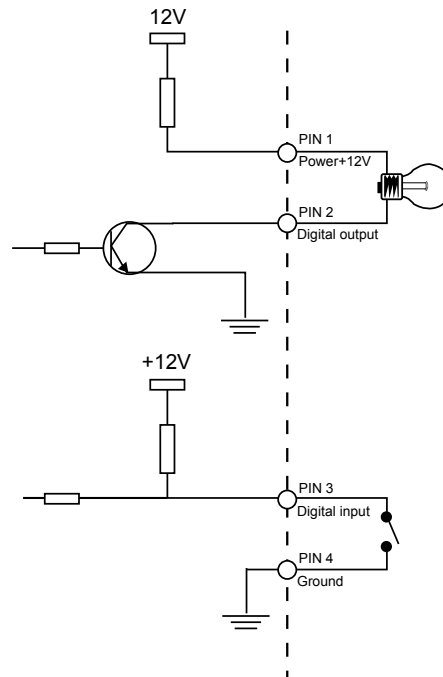 12V
PIN 1
Power+12V
PIN 2
Digital output
+12V
PIN 3
Digital input
PIN 4
Ground